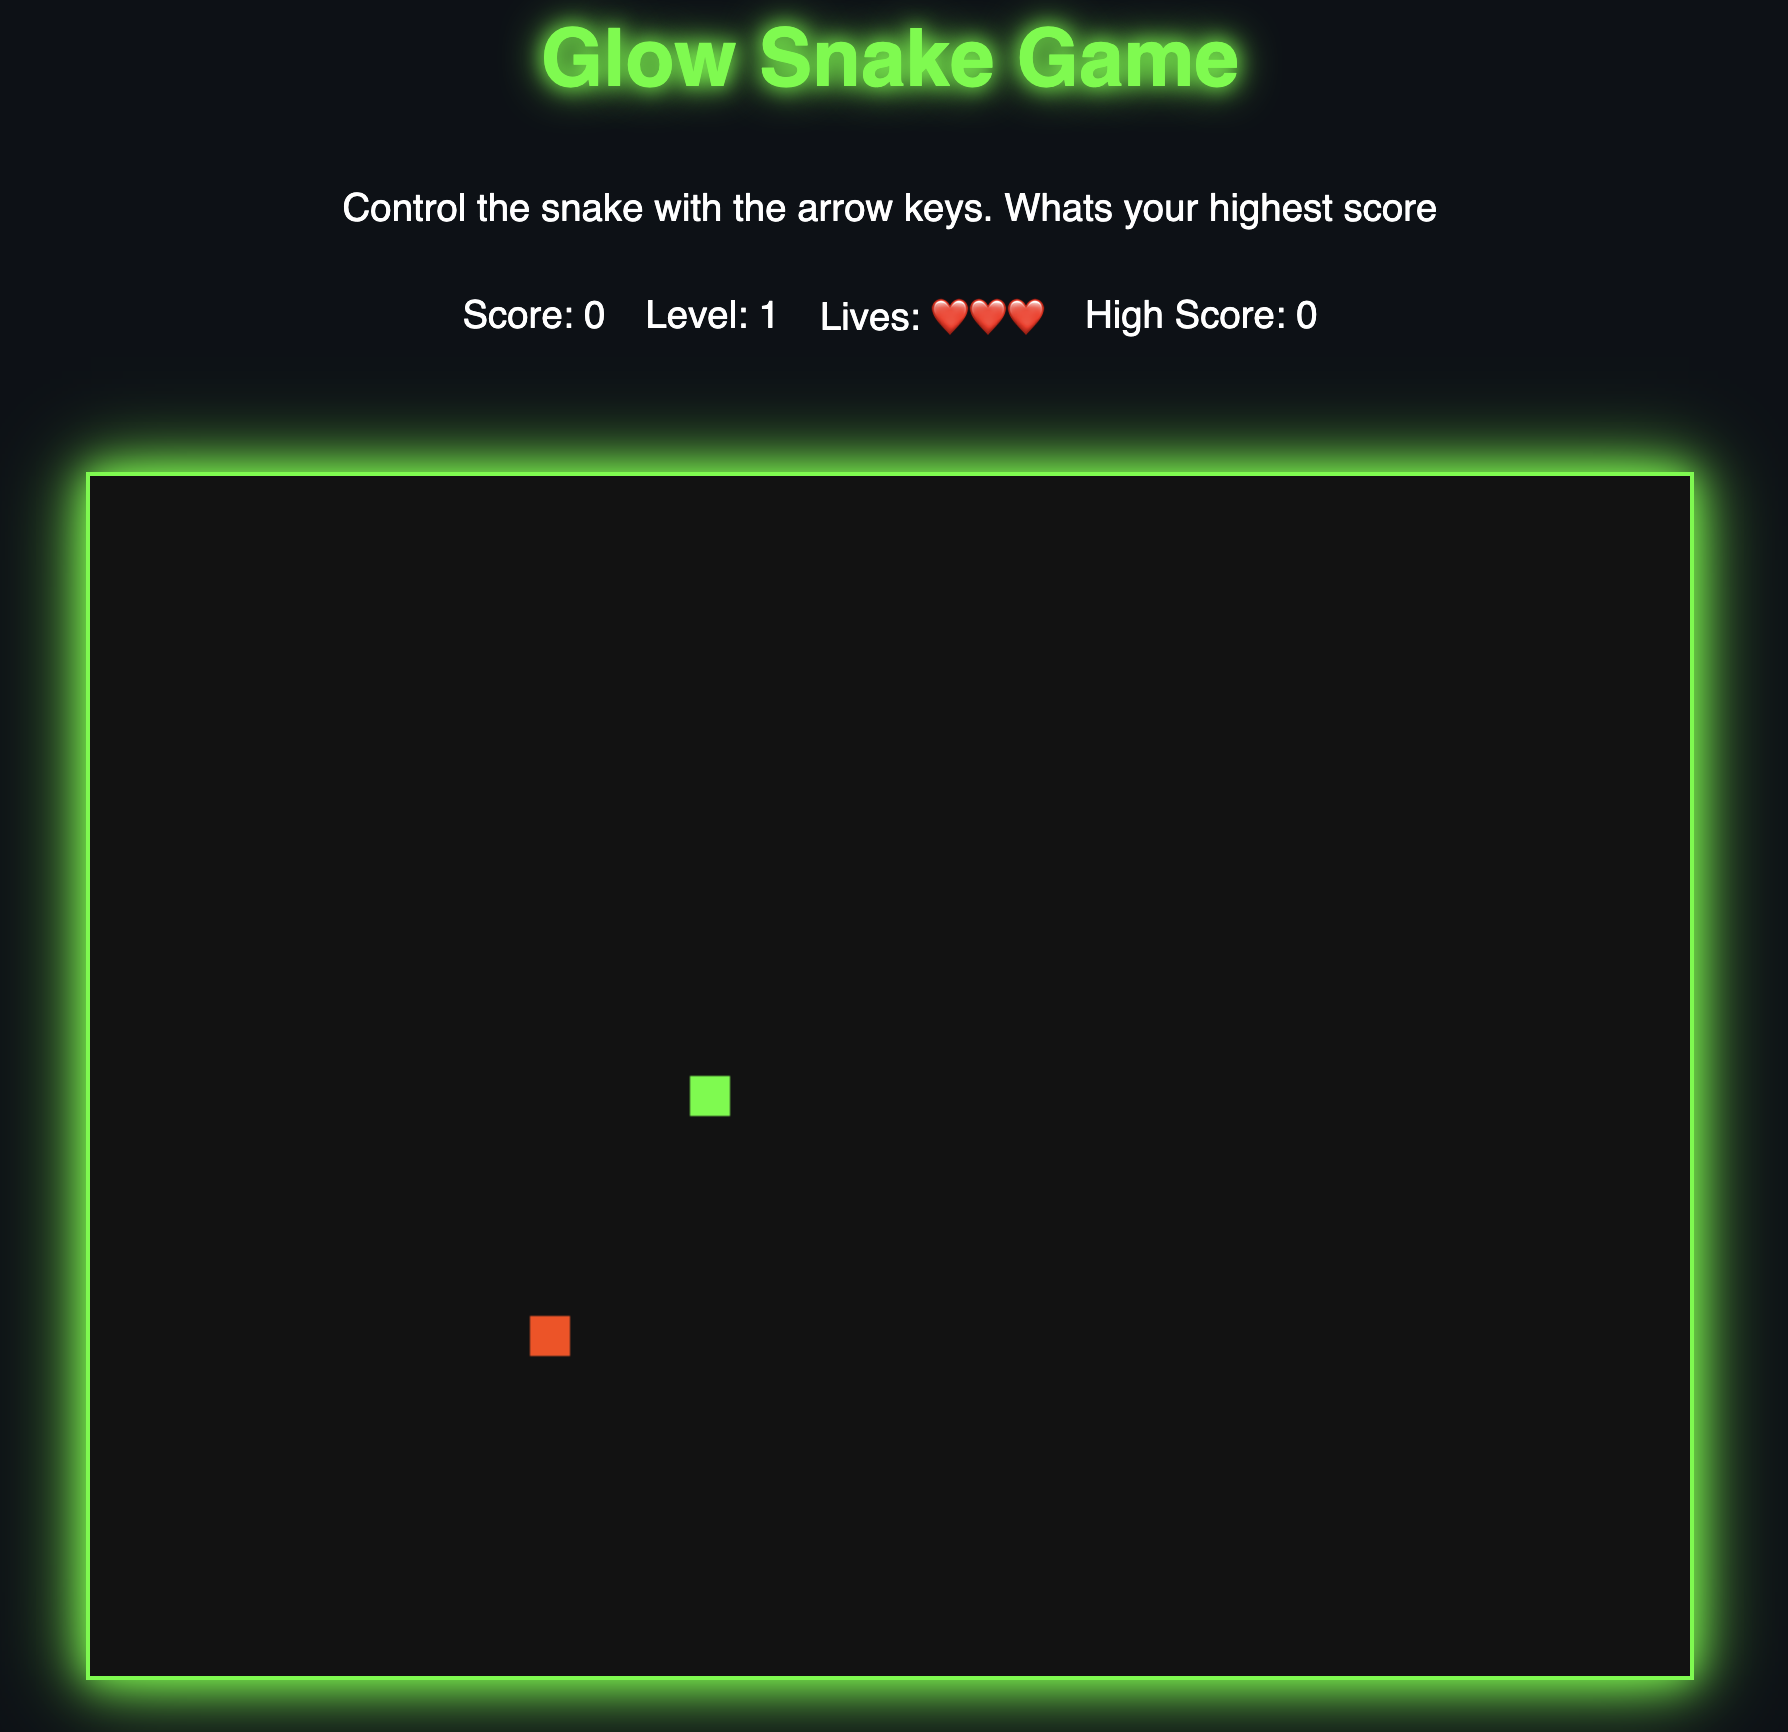 Glow Snake Game
Control the snake with the arrow keys. Whats your highest score
Score: 0 Level: 1 Lives: ❤️❤️❤️ High Score: 0